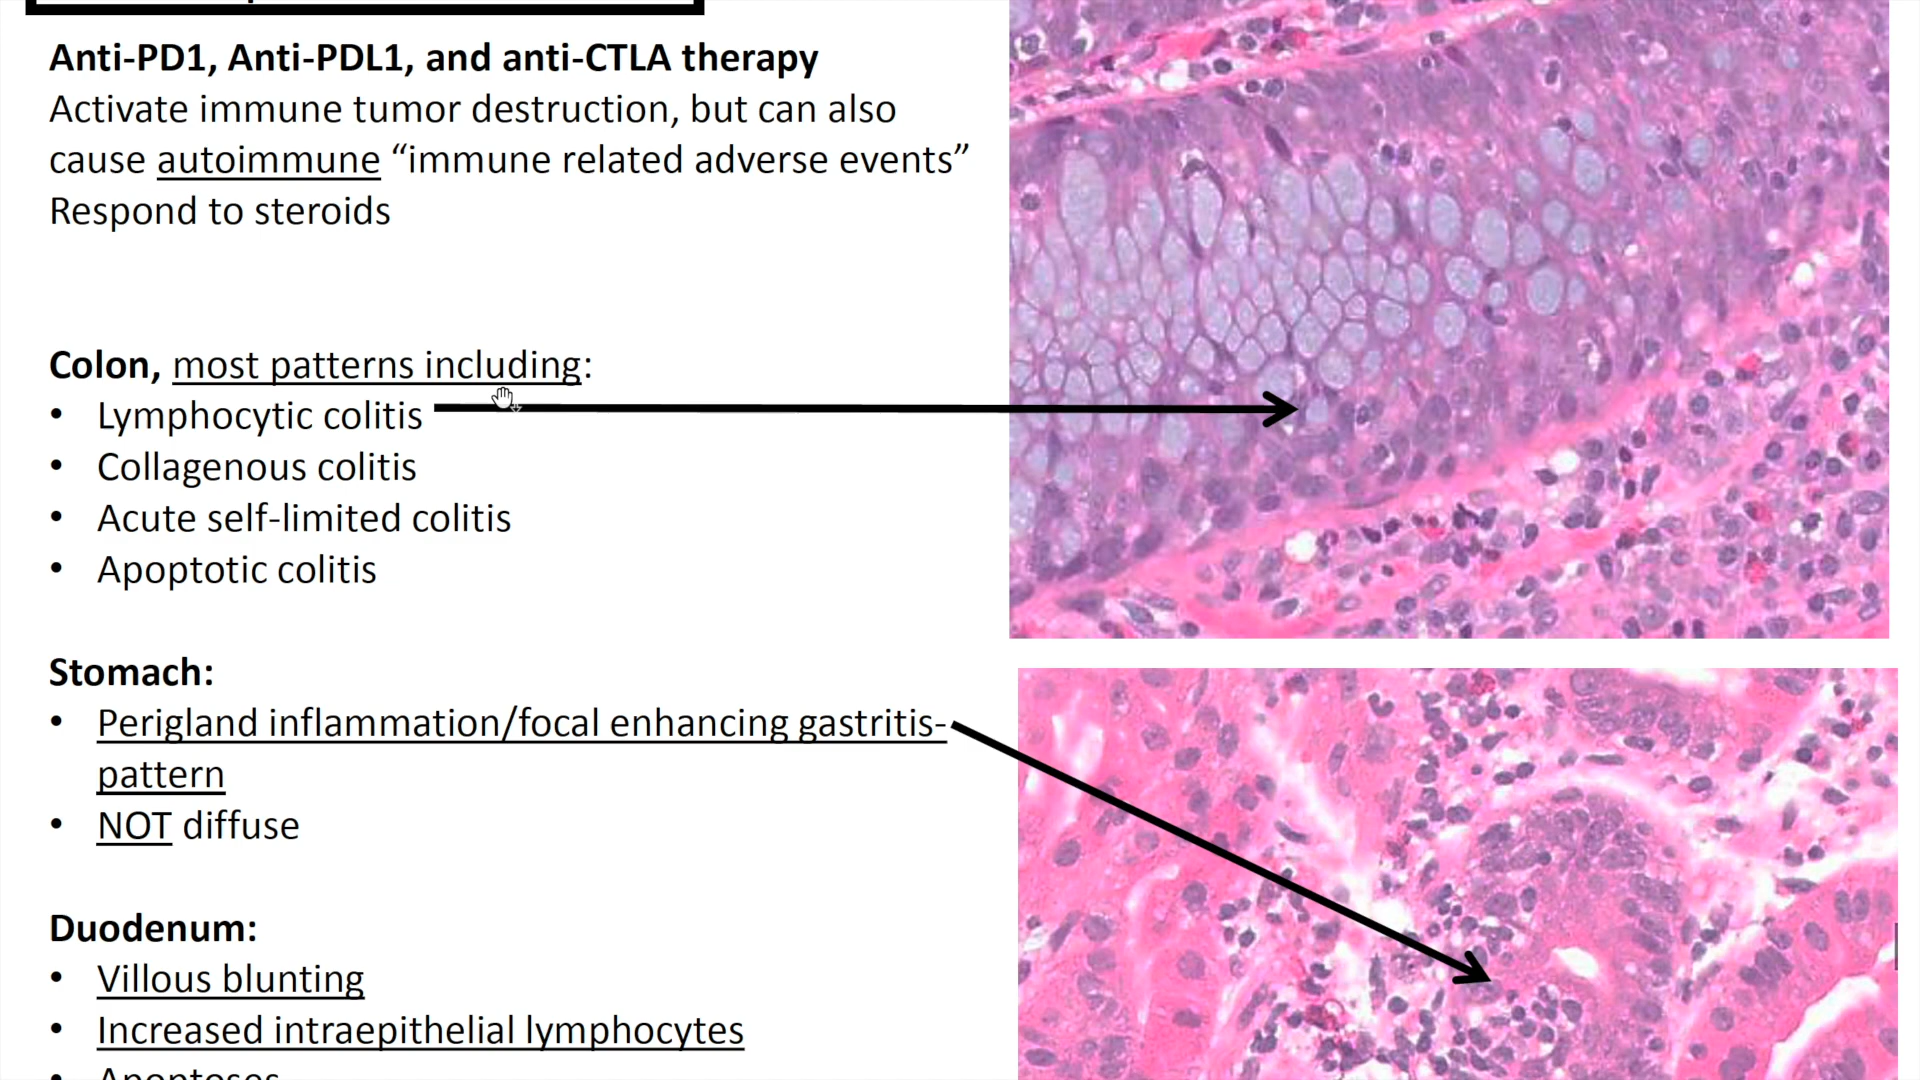 Anti-PD1, Anti-PDL1, and anti-CTLA therapy
Activate immune tumor destruction, but can also
cause autoimmune “immune related adverse events”
Respond to steroids
Colon, most patterns including:
• Lymphocytic colitis
• Collagenous colitis
• Acute self-limited colitis
• Apoptotic colitis
Stomach:
• Perigland inflammation/focal enhancing gastritis-
pattern
• NOT diffuse
Duodenum:
• Villous blunting
• Increased intraepithelial lymphocytes
• Apoptoses